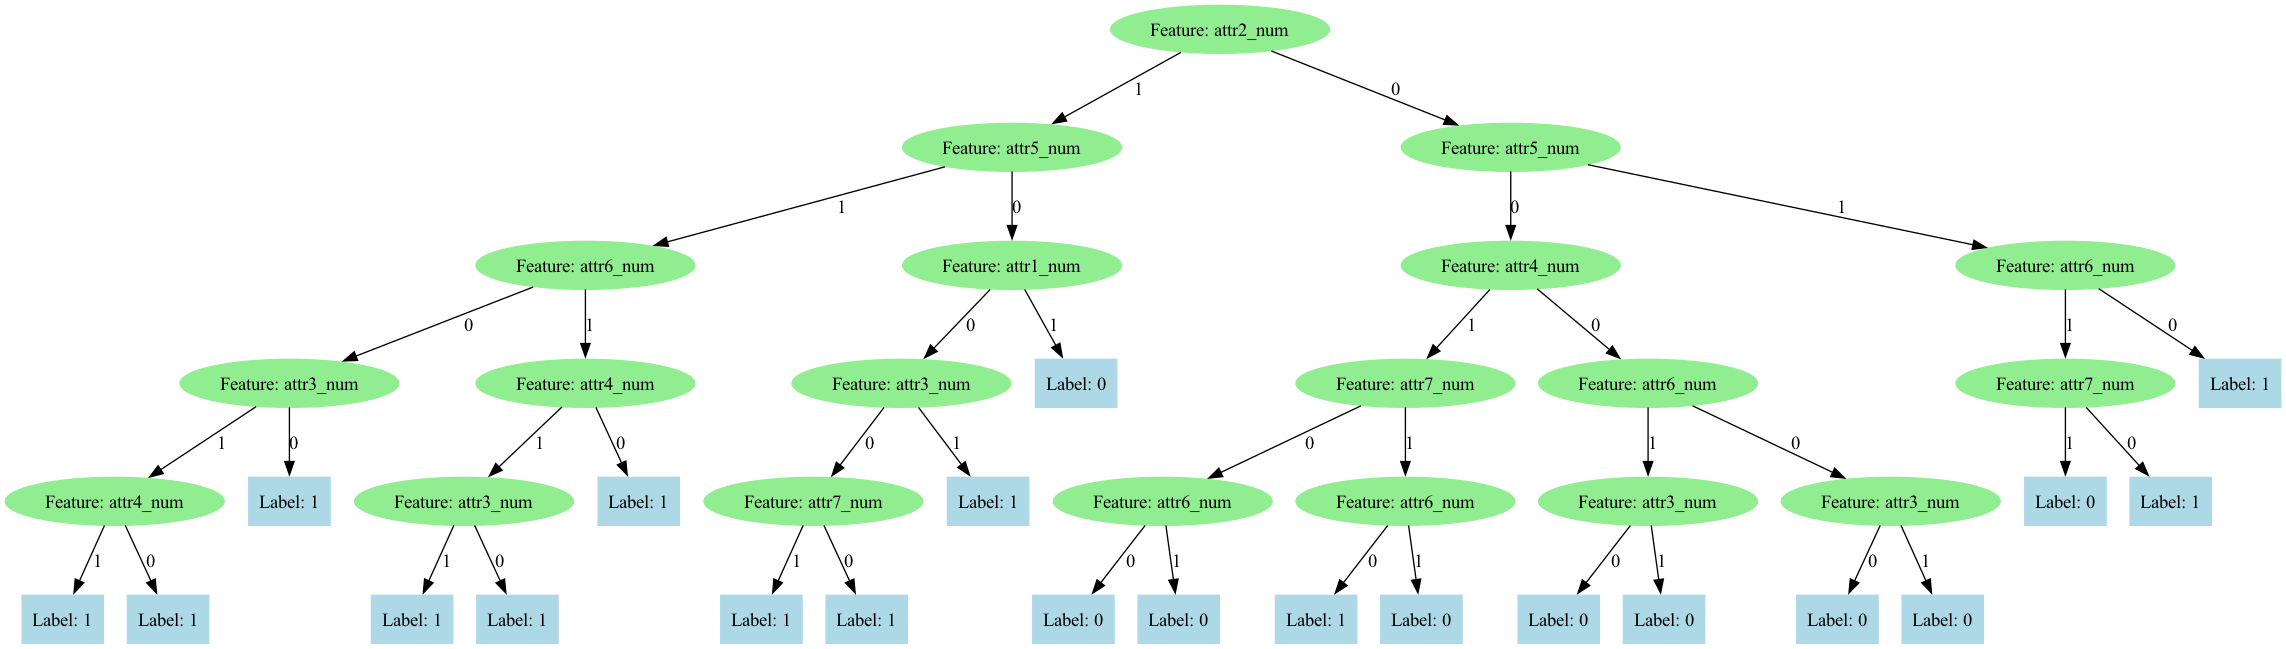 Feature: attr2_num
1
0
Feature: attr5_num
Feature: attr5_num
1
0
0
1
Feature: attr6_num
Feature: attr1_num
Feature: attr4_num
Feature: attr6_num
0
1
0
1
1
0
1
0
Feature: attr3_num
Feature: attr4_num
Feature: attr3_num
Label: 0
Feature: attr7_num
Feature: attr6_num
Feature: attr7_num
Label: 1
1
0
1
0
0
1
0
1
1
0
1
0
Feature: attr4_num
Label: 1
Feature: attr3_num
Label: 1
Feature: attr7_num
Label: 1
Feature: attr6_num
Feature: attr6_num
Feature: attr3_num
Feature: attr3_num
Label: 0
Label: 1
1
0
1
0
1
0
0
1
0
1
0
1
0
1
Label: 1
Label: 1
Label: 1
Label: 1
Label: 1
Label: 1
Label: 0
Label: 0
Label: 1
Label: 0
Label: 0
Label: 0
Label: 0
Label: 0